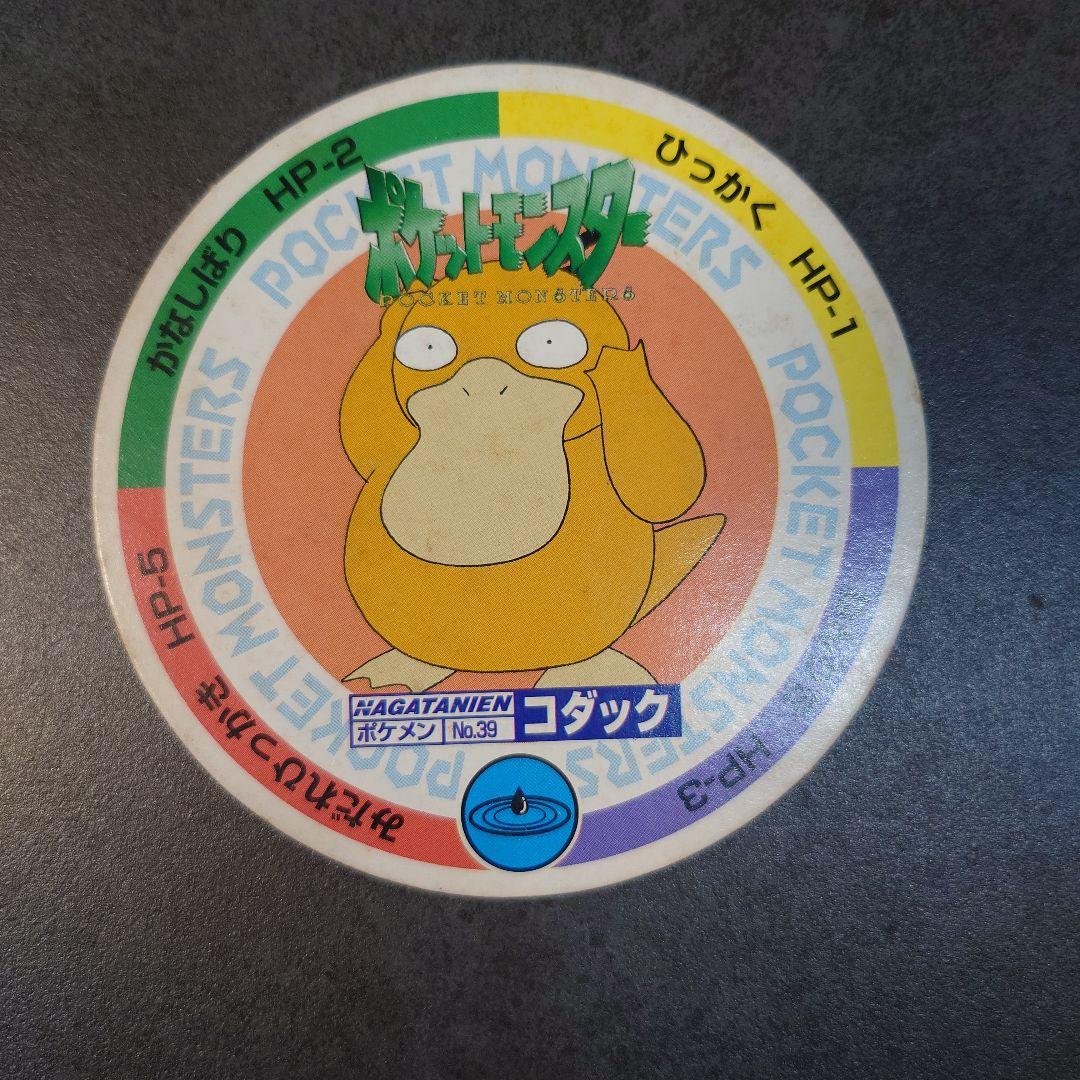 かなしばり HP-2
ひっかく HP-1
HP-5
みだれひっかき
HP-3
POCKET MONSTERS
POCKET MONSTERS
POCKET MONSTERS
ポケットモンスター
POCKET MONSTERS
NAGATANIEN
ポケメン No.39
コダック